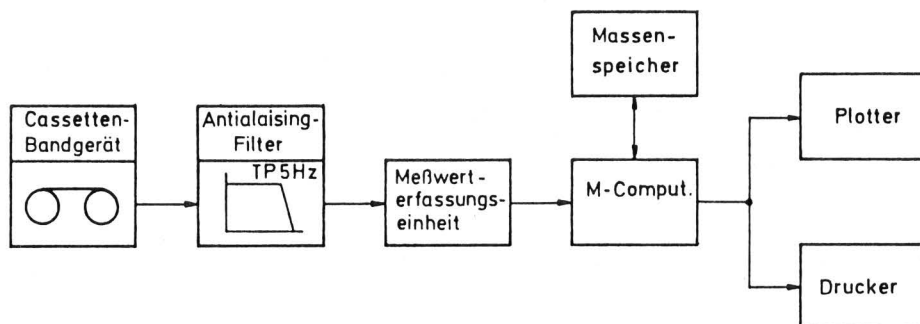 Massen-
speicher
Cassetten-
Bandgerät
Antialaising-
Filter
TP5Hz
Meßwert-
erfassungs-
einheit
M-Comput.
Plotter
Drucker